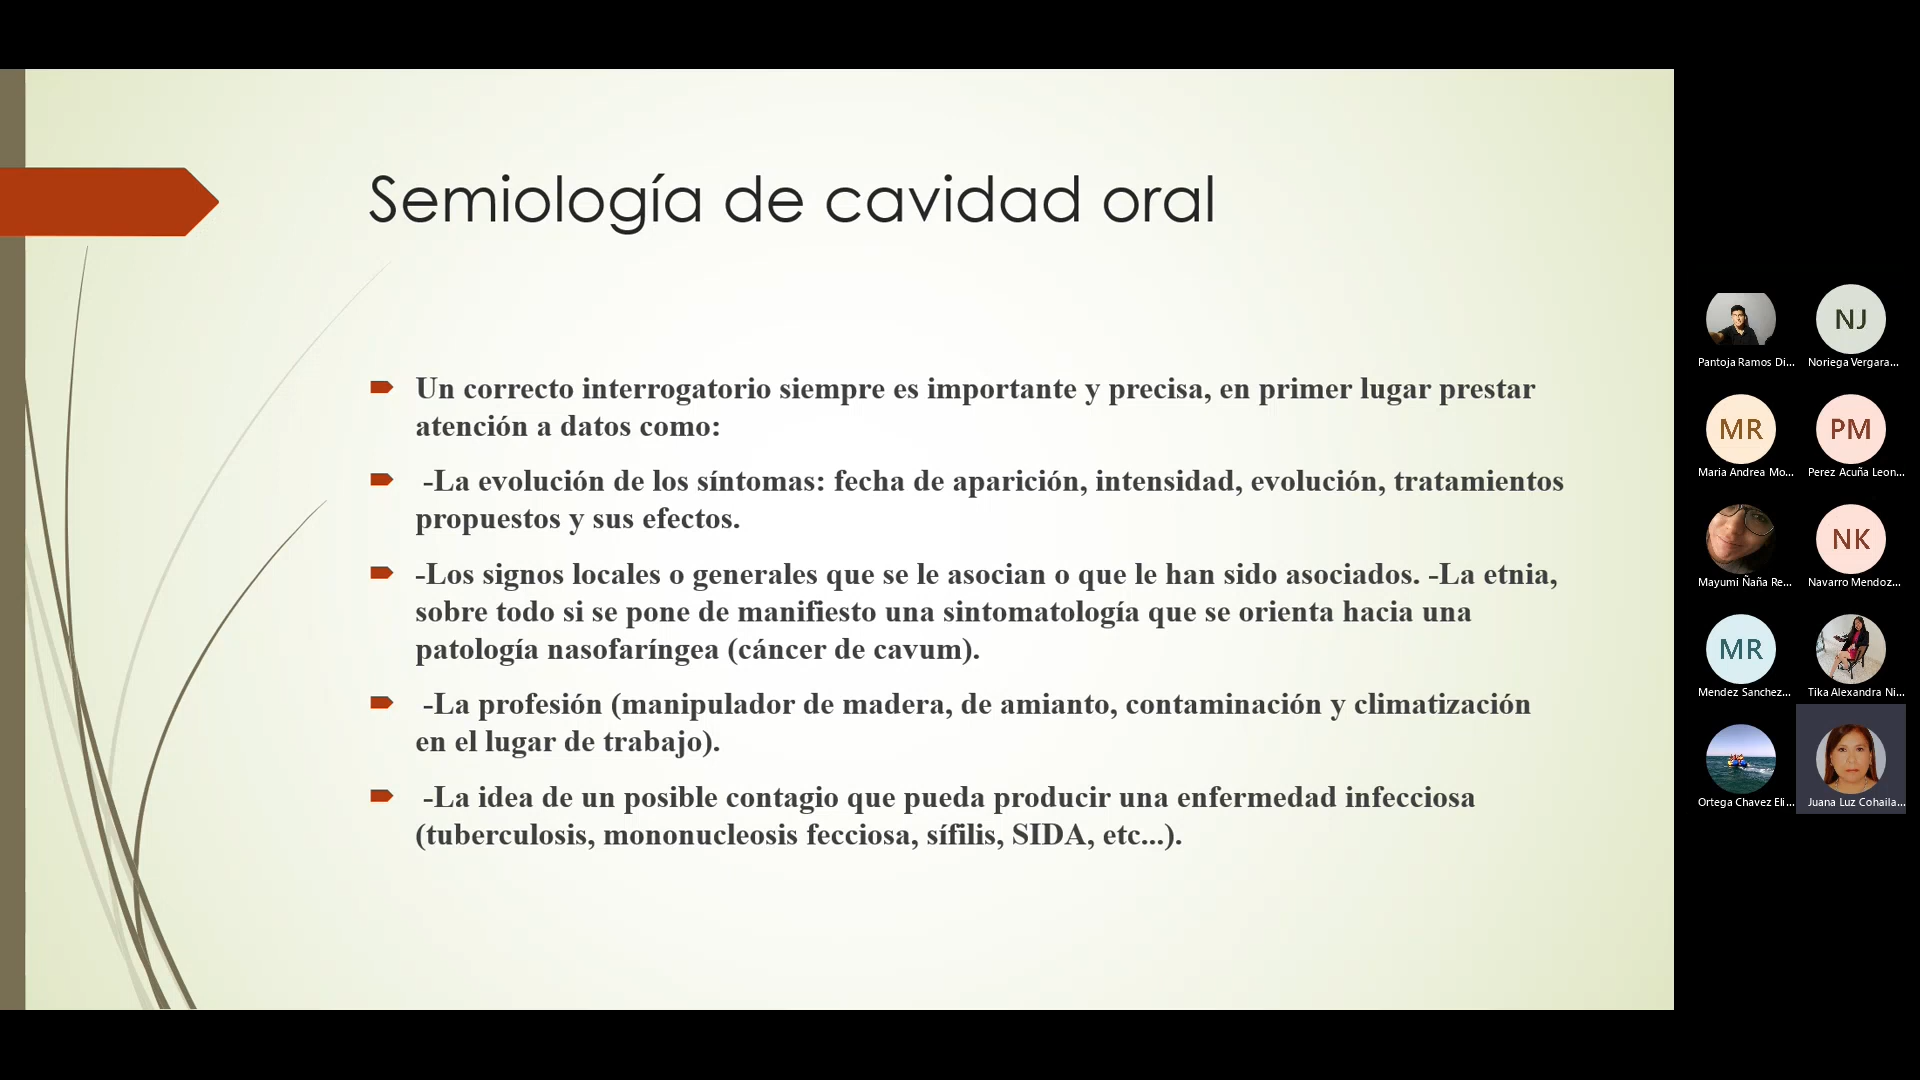 Semiología de cavidad oral
Un correcto interrogatorio siempre es importante y precisa, en primer lugar prestar
atención a datos como:
-La evolución de los síntomas: fecha de aparición, intensidad, evolución, tratamientos
propuestos y sus efectos.
-Los signos locales o generales que se le asocian o que le han sido asociados. -La etnia,
sobre todo si se pone de manifiesto una sintomatología que se orienta hacia una
patología nasofaríngea (cáncer de cavum).
-La profesión (manipulador de madera, de amianto, contaminación y climatización
en el lugar de trabajo).
-La idea de un posible contagio que pueda producir una enfermedad infecciosa
(tuberculosis, mononucleosis fecciosa, sífilis, SIDA, etc...).
Pantoja Ramos Di...
NJ
Noriega Vergara...
MR
Maria Andrea Mo...
PM
Perez Acuña Leon...
Mayumi Ñaña Re...
NK
Navarro Mendoz...
MR
Mendez Sanchez...
Tika Alexandra Ni...
Ortega Chavez Eli...
Juana Luz Cohaila...